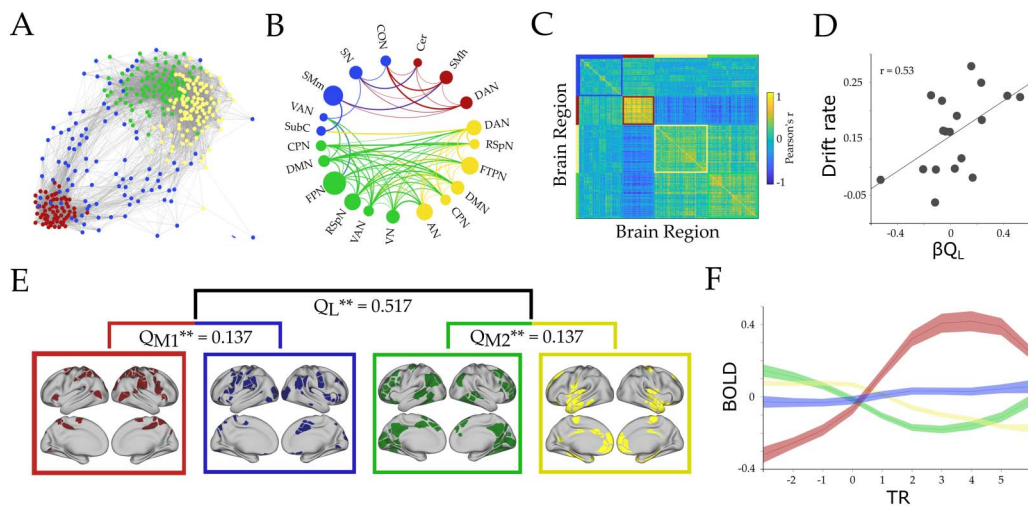 A
B
CON
Cer
SN
SMh
SMm
DAN
VAN
SubC
DAN
CPN
RSpN
DMN
FTPN
FPN
DMN
RSpN
CPN
VAN
VN
AN
C
Brain Region
Brain Region
1
0
-1
Pearson's r
D
r = 0.53
Drift rate
0.25
0.15
-0.05
-0.4
0
0.4
βQL
E
QL** = 0.517
QM1** = 0.137
QM2** = 0.137
F
BOLD
0.4
0
-0.4
-2
-1
0
1
2
3
4
5
TR